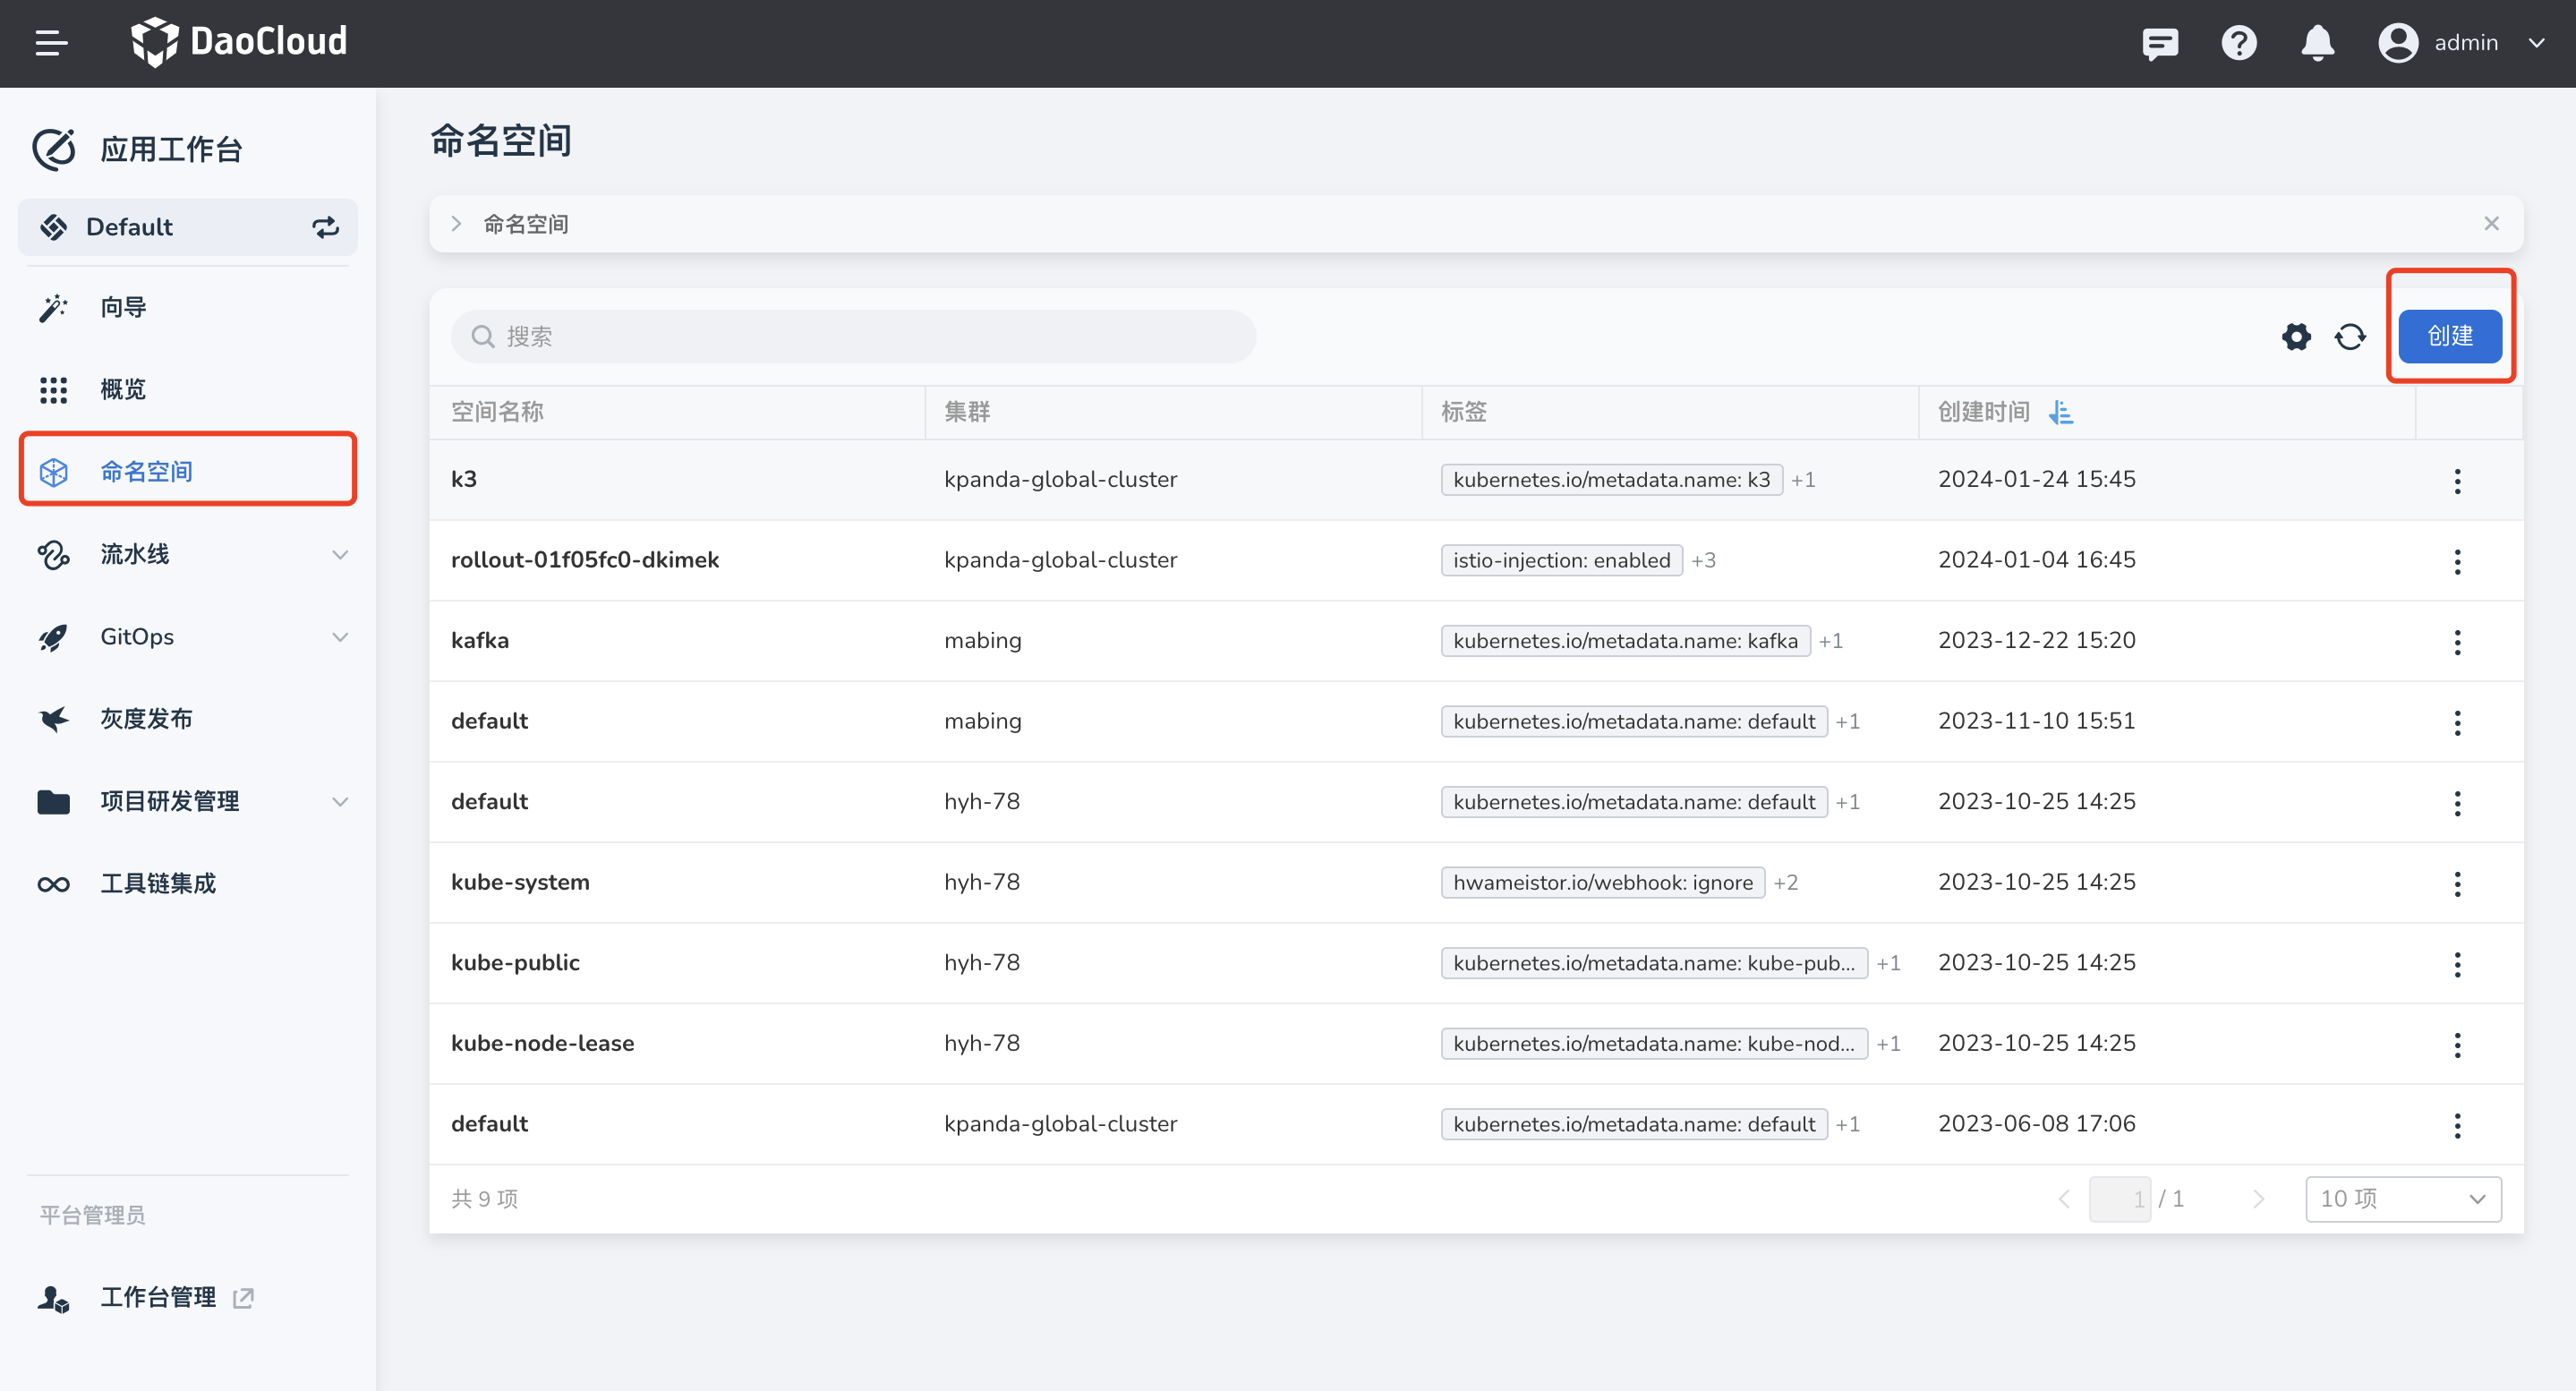 DaoCloud
admin
应用工作台
Default
向导
概览
命名空间
流水线
GitOps
灰度发布
项目研发管理
工具链集成
平台管理员
工作台管理
命名空间
命名空间
搜索
创建
空间名称 集群 标签 创建时间
k3 kpanda-global-cluster kubernetes.io/metadata.name: k3 +1 2024-01-24 15:45
rollout-01f05fc0-dkimek kpanda-global-cluster istio-injection: enabled +3 2024-01-04 16:45
kafka mabing kubernetes.io/metadata.name: kafka +1 2023-12-22 15:20
default mabing kubernetes.io/metadata.name: default +1 2023-11-10 15:51
default hyh-78 kubernetes.io/metadata.name: default +1 2023-10-25 14:25
kube-system hyh-78 hwameistor.io/webhook: ignore +2 2023-10-25 14:25
kube-public hyh-78 kubernetes.io/metadata.name: kube-pub... +1 2023-10-25 14:25
kube-node-lease hyh-78 kubernetes.io/metadata.name: kube-nod... +1 2023-10-25 14:25
default kpanda-global-cluster kubernetes.io/metadata.name: default +1 2023-06-08 17:06
共 9 项 1 / 1 10 项